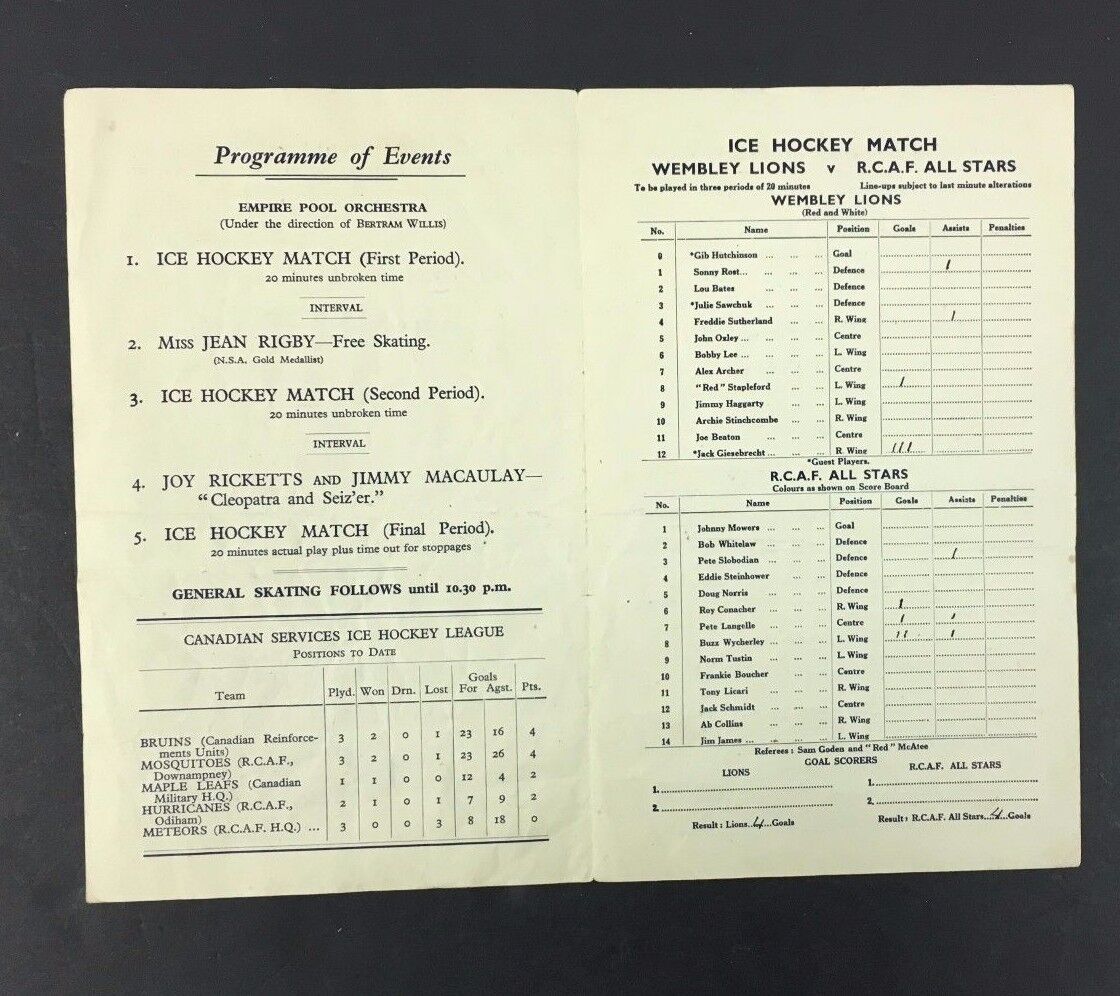 Programme of Events
EMPIRE POOL ORCHESTRA
(Under the direction of BERTRAM WILLIS)
1. ICE HOCKEY MATCH (First Period).
20 minutes unbroken time
INTERVAL
2. MISS JEAN RIGBY—Free Skating.
(N.S.A. Gold Medallist)
3. ICE HOCKEY MATCH (Second Period).
20 minutes unbroken time
INTERVAL
4. JOY RICKETTS AND JIMMY MACAULAY—
"Cleopatra and Seiz'er."
5. ICE HOCKEY MATCH (Final Period).
20 minutes actual play plus time out for stoppages
GENERAL SKATING FOLLOWS until 10.30 p.m.
CANADIAN SERVICES ICE HOCKEY LEAGUE
POSITIONS TO DATE
Goals
Team Plyd. Won Drn. Lost For Agst. Pts.
BRUINS (Canadian Reinforce- 3 2 0 1 23 16 4
ments Units)
MOSQUITOES (R.C.A.F., 3 2 0 1 23 26 4
Downampney)
MAPLE LEAFS (Canadian 1 1 0 0 12 4 2
Military H.Q.)
HURRICANES (R.C.A.F., 2 1 0 1 7 9 2
Odiham)
METEORS (R.C.A.F. H.Q.) ... 3 0 0 3 8 18 0
ICE HOCKEY MATCH
WEMBLEY LIONS v R.C.A.F. ALL STARS
To be played in three periods of 20 minutes Line-ups subject to last minute alterations
WEMBLEY LIONS
(Red and White)
No. Name Position Goals Assists Penalties
0 *Gib Hutchinson ... ... Goal
1 Sonny Rost... ... ... Defence /
2 Lou Bates ... ... Defence
3 *Julie Sawchuk ... ... Defence
4 Freddie Sutherland ... ... R. Wing /
5 John Oxley ... ... ... Centre
6 Bobby Lee ... ... ... L. Wing
7 Alex Archer ... ... Centre
8 "Red" Stapleford ... ... L. Wing /
9 Jimmy Haggarty ... ... L. Wing
10 Archie Stinchcombe ... ... R. Wing
11 Joe Beaton ... ... ... Centre
12 *Jack Giesebrecht ... ... ... R. Wing ///
*Guest Players.
R.C.A.F. ALL STARS
Colours as shown on Score Board
No. Name Position Goals Assists Penalties
1 Johnny Mowers ... ... ... Goal
2 Bob Whitelaw ... ... ... Defence
3 Pete Slobodian ... ... ... Defence /
4 Eddie Steinhower ... ... Defence
5 Doug Norris ... ... ... Defence
6 Roy Conacher ... ... ... R. Wing /
7 Pete Langelle ... ... ... Centre / /
8 Buzz Wycherley ... ... ... L. Wing // /
9 Norm Tustin ... ... ... L. Wing
10 Frankie Boucher ... ... Centre
11 Tony Licari ... ... ... R. Wing
12 Jack Schmidt ... ... ... Centre
13 Ab Collins ... ... ... R. Wing
14 Jim James ... ... ... ... L. Wing
Referees : Sam Goden and "Red" McAtee
GOAL SCORERS
LIONS R.C.A.F. ALL STARS
1. 1.
2. 2.
Result : Lions...4...Goals Result : R.C.A.F. All Stars...4...Goals